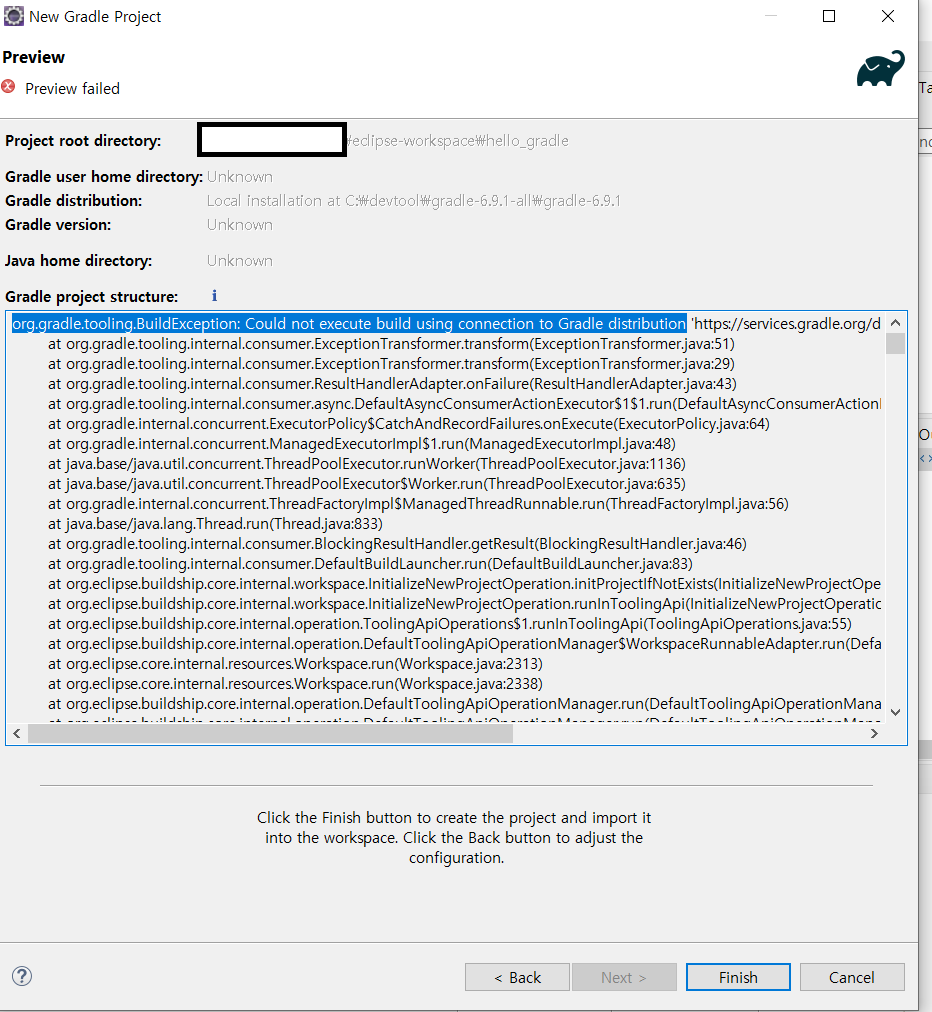 New Gradle Project
Preview
Preview failed
Project root directory: ₩eclipse-workspace₩hello_gradle
Gradle user home directory: Unknown
Gradle distribution: Local installation at C:₩devtool₩gradle-6.9.1-all₩gradle-6.9.1
Gradle version: Unknown
Java home directory: Unknown
Gradle project structure:
org.gradle.tooling.BuildException: Could not execute build using connection to Gradle distribution 'https://services.gradle.org/d
at org.gradle.tooling.internal.consumer.ExceptionTransformer.transform(ExceptionTransformer.java:51)
at org.gradle.tooling.internal.consumer.ExceptionTransformer.transform(ExceptionTransformer.java:29)
at org.gradle.tooling.internal.consumer.ResultHandlerAdapter.onFailure(ResultHandlerAdapter.java:43)
at org.gradle.tooling.internal.consumer.async.DefaultAsyncConsumerActionExecutor$1$1.run(DefaultAsyncConsumerActionI
at org.gradle.internal.concurrent.ExecutorPolicy$CatchAndRecordFailures.onExecute(ExecutorPolicy.java:64)
at org.gradle.internal.concurrent.ManagedExecutorImpl$1.run(ManagedExecutorImpl.java:48)
at java.base/java.util.concurrent.ThreadPoolExecutor.runWorker(ThreadPoolExecutor.java:1136)
at java.base/java.util.concurrent.ThreadPoolExecutor$Worker.run(ThreadPoolExecutor.java:635)
at org.gradle.internal.concurrent.ThreadFactoryImpl$ManagedThreadRunnable.run(ThreadFactoryImpl.java:56)
at java.base/java.lang.Thread.run(Thread.java:833)
at org.gradle.tooling.internal.consumer.BlockingResultHandler.getResult(BlockingResultHandler.java:46)
at org.gradle.tooling.internal.consumer.DefaultBuildLauncher.run(DefaultBuildLauncher.java:83)
at org.eclipse.buildship.core.internal.workspace.InitializeNewProjectOperation.initProjectIfNotExists(InitializeNewProjectOpe
at org.eclipse.buildship.core.internal.workspace.InitializeNewProjectOperation.runInToolingApi(InitializeNewProjectOperatic
at org.eclipse.buildship.core.internal.operation.ToolingApiOperations$1.runInToolingApi(ToolingApiOperations.java:55)
at org.eclipse.buildship.core.internal.operation.DefaultToolingApiOperationManager$WorkspaceRunnableAdapter.run(Defa
at org.eclipse.core.internal.resources.Workspace.run(Workspace.java:2313)
at org.eclipse.core.internal.resources.Workspace.run(Workspace.java:2338)
at org.eclipse.buildship.core.internal.operation.DefaultToolingApiOperationManager.run(DefaultToolingApiOperationMana
Click the Finish button to create the project and import it
into the workspace. Click the Back button to adjust the
configuration.
< Back
Next >
Finish
Cancel